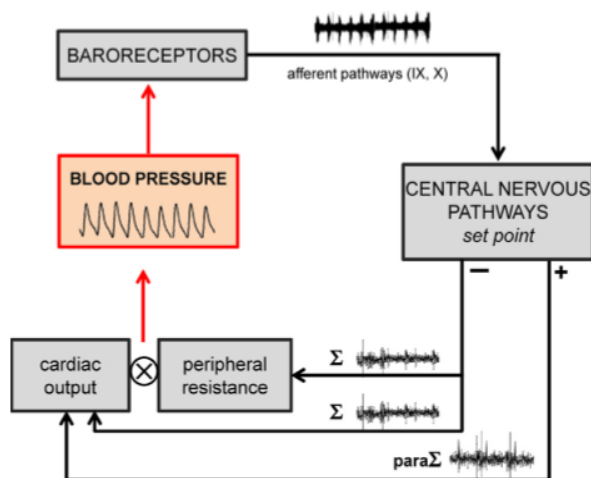 BARORECEPTORS
afferent pathways (IX, X)
BLOOD PRESSURE
CENTRAL NERVOUS
PATHWAYS
set point
− +
cardiac
output
peripheral
resistance
Σ
Σ
paraΣ